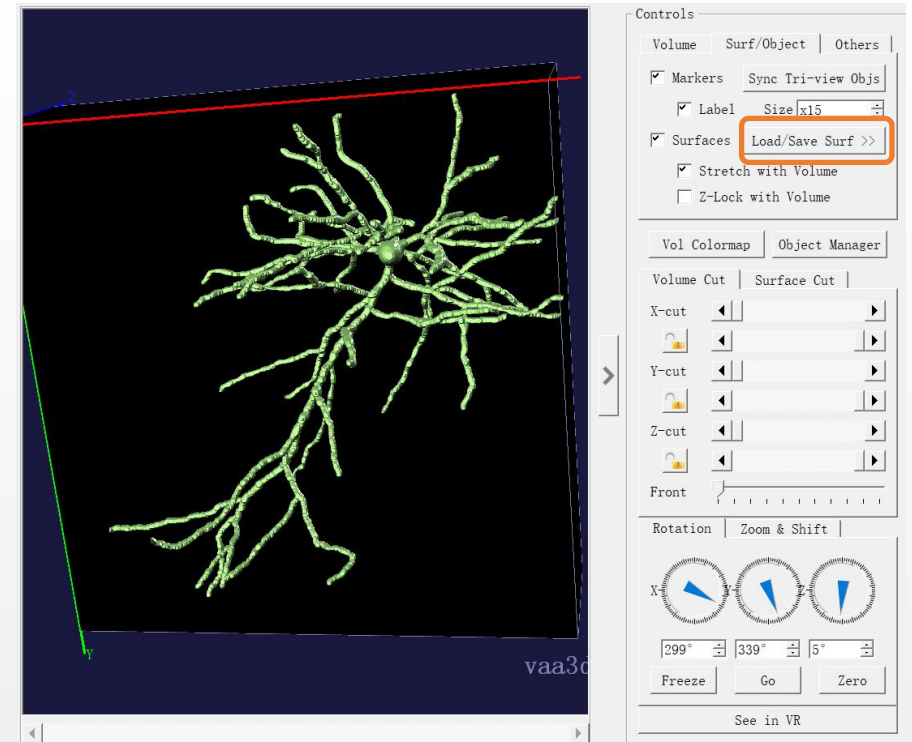 Controls
Volume Surf/Object Others
Markers Sync Tri-view Objs
Label Size x15
Surfaces Load/Save Surf >>
Stretch with Volume
Z-Lock with Volume
Vol Colormap Object Manager
Volume Cut Surface Cut
X-cut
Y-cut
Z-cut
Front
Rotation Zoom & Shift
X- Y- Z-
299° 339° 5°
Freeze Go Zero
See in VR
Z
Y
vaa3d